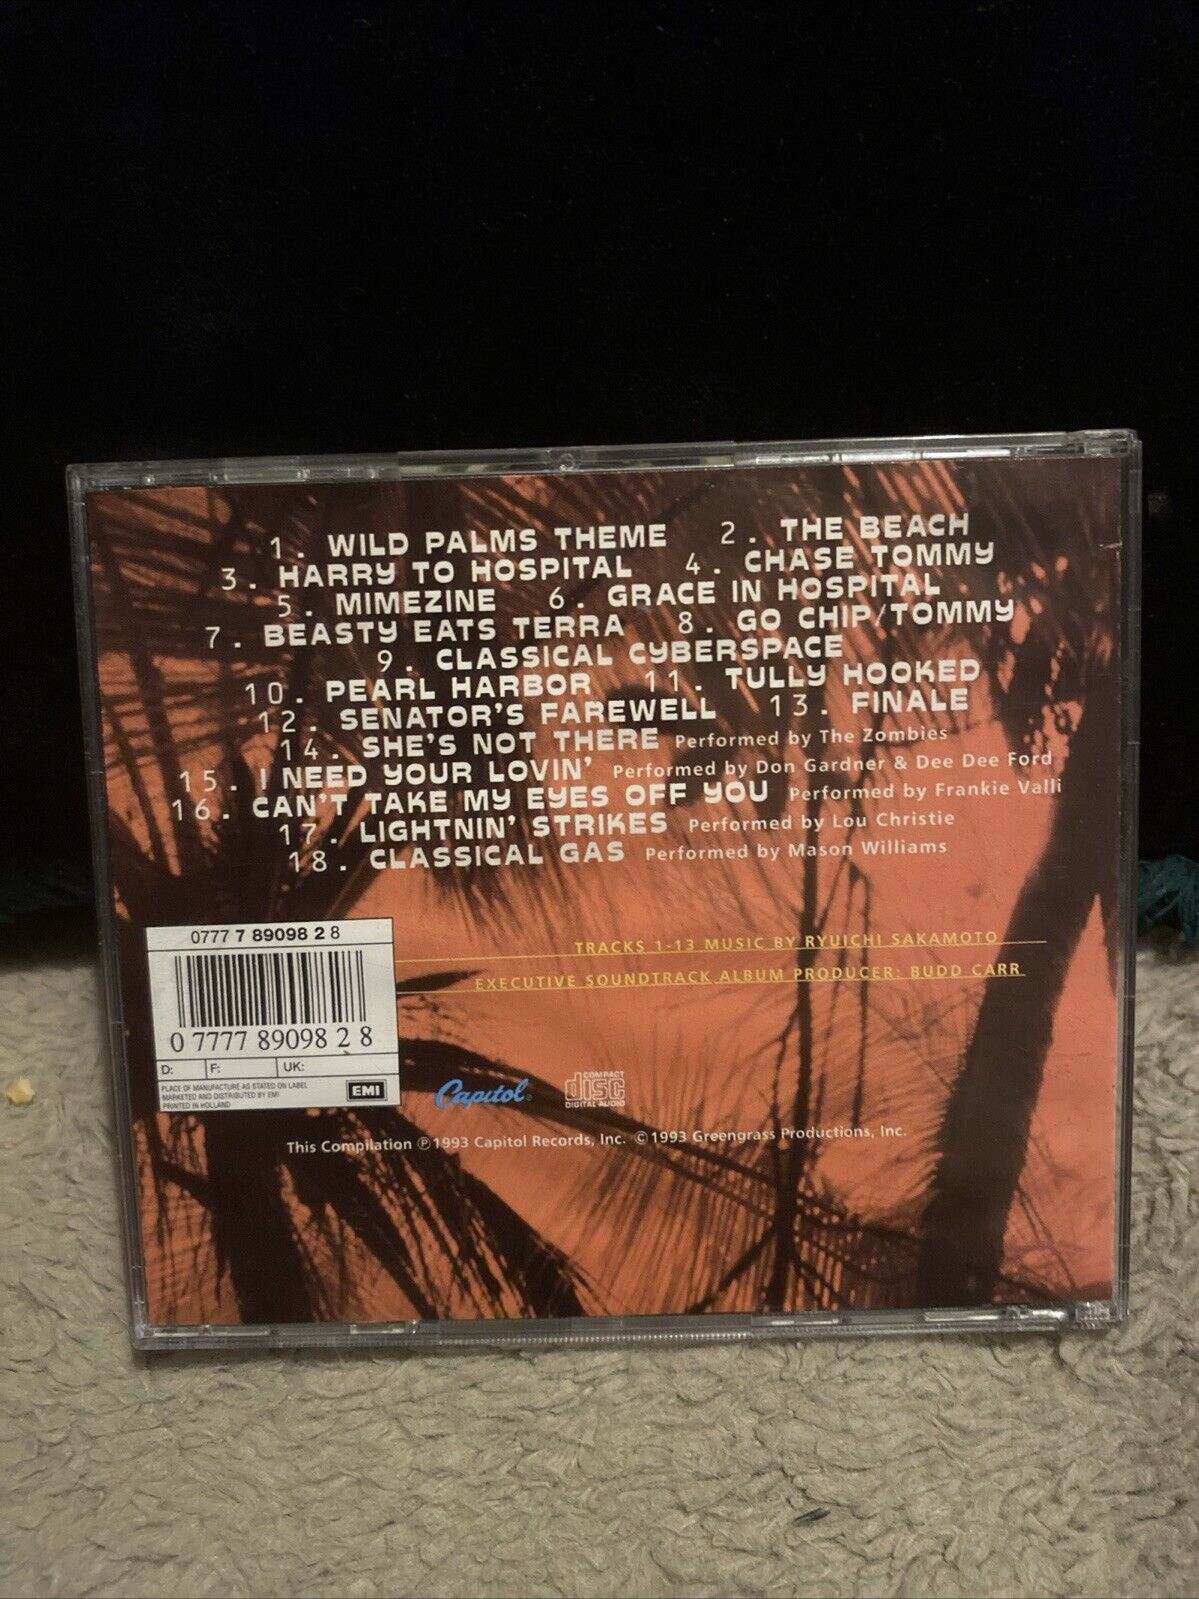 1. WILD PALMS THEME 2. THE BEACH
3. HARRY TO HOSPITAL 4. CHASE TOMMY
5. MIMEZINE 6. GRACE IN HOSPITAL
7. BEASTY EATS TERRA 8. GO CHIP/TOMMY
9. CLASSICAL CYBERSPACE
10. PEARL HARBOR 11. TULLY HOOKED
12. SENATOR'S FAREWELL 13. FINALE
14. SHE'S NOT THERE Performed by The Zombies
15. I NEED YOUR LOVIN' Performed by Don Gardner & Dee Dee Ford
16. CAN'T TAKE MY EYES OFF YOU Performed by Frankie Valli
17. LIGHTNIN' STRIKES Performed by Lou Christie
18. CLASSICAL GAS Performed by Mason Williams
TRACKS 1-13 MUSIC BY RYUICHI SAKAMOTO
EXECUTIVE SOUNDTRACK ALBUM PRODUCER: BUDD CARR
0777 7 89098 2 8
0 77778 9098 2 8
D: F: UK:
PLACE OF MANUFACTURE AS STATED ON LABEL
MARKETED AND DISTRIBUTED BY EMI
PRINTED IN HOLLAND
EMI
Capitol®
COMPACT
disc
DIGITAL AUDIO
This Compilation ℗1993 Capitol Records, Inc. ©1993 Greengrass Productions, Inc.